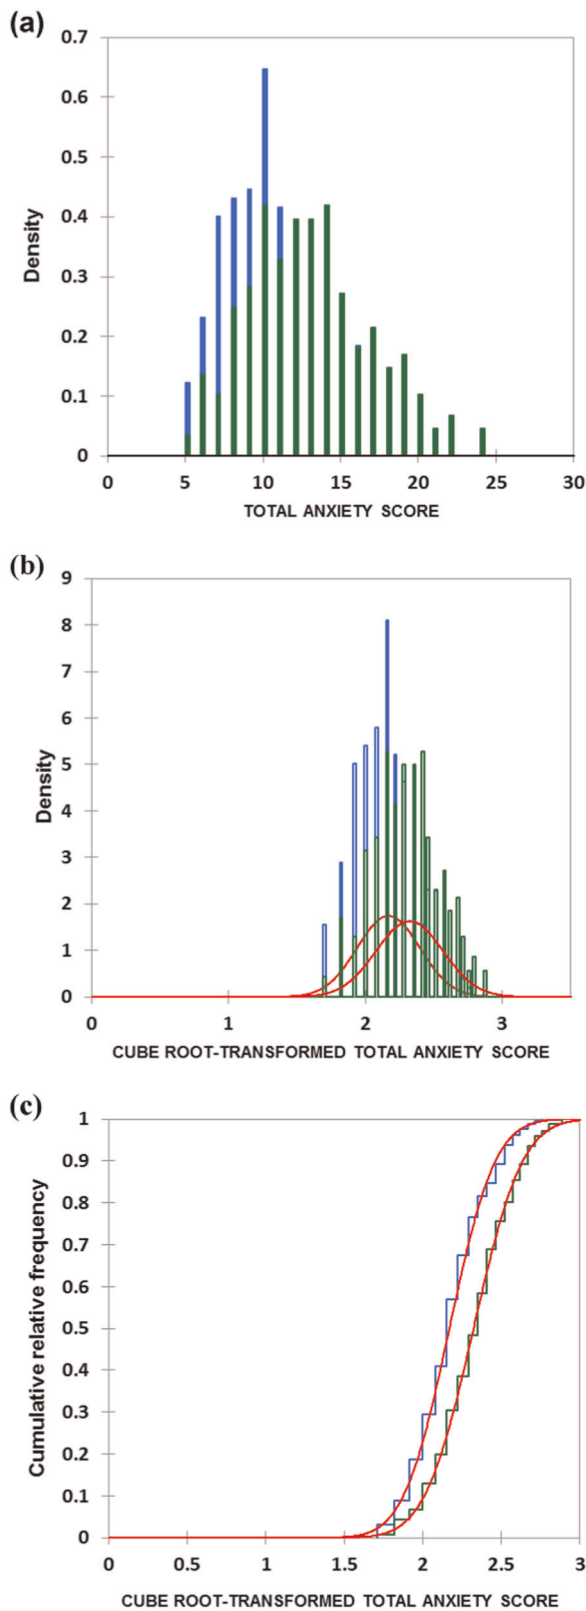 (a)
0.7
0.6
0.5
0.4
0.3
0.2
0.1
0
Density
0 5 10 15 20 25 30
TOTAL ANXIETY SCORE
(b)
9
8
7
6
5
4
3
2
1
0
Density
0 1 2 3
CUBE ROOT-TRANSFORMED TOTAL ANXIETY SCORE
(c)
1
0.9
0.8
0.7
0.6
0.5
0.4
0.3
0.2
0.1
0
Cumulative relative frequency
0 0.5 1 1.5 2 2.5 3
CUBE ROOT-TRANSFORMED TOTAL ANXIETY SCORE